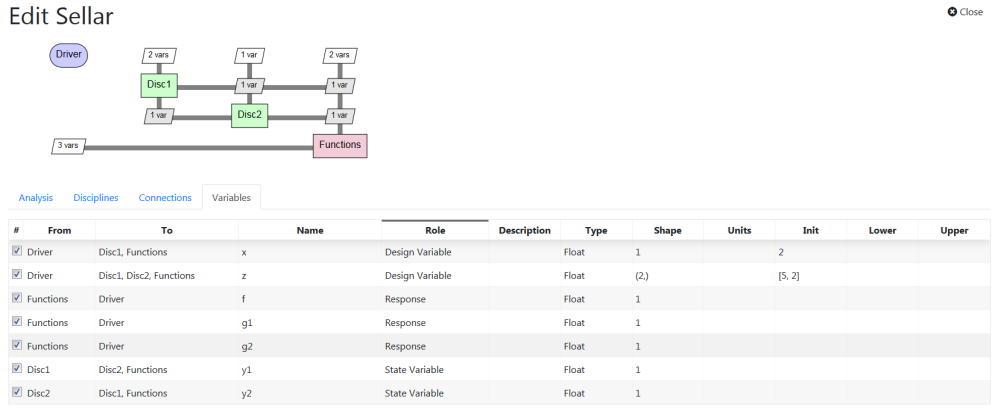 Edit Sellar
Close
Driver
2 vars
1 var
2 vars
Disc1
1 var
1 var
1 var
Disc2
1 var
3 vars
Functions
Analysis Disciplines Connections Variables
# From To Name Role Description Type Shape Units Init Lower Upper
Driver Disc1, Functions x Design Variable Float 1 2
Driver Disc1, Disc2, Functions z Design Variable Float (2,) [5, 2]
Functions Driver f Response Float 1
Functions Driver g1 Response Float 1
Functions Driver g2 Response Float 1
Disc1 Disc2, Functions y1 State Variable Float 1
Disc2 Disc1, Functions y2 State Variable Float 1